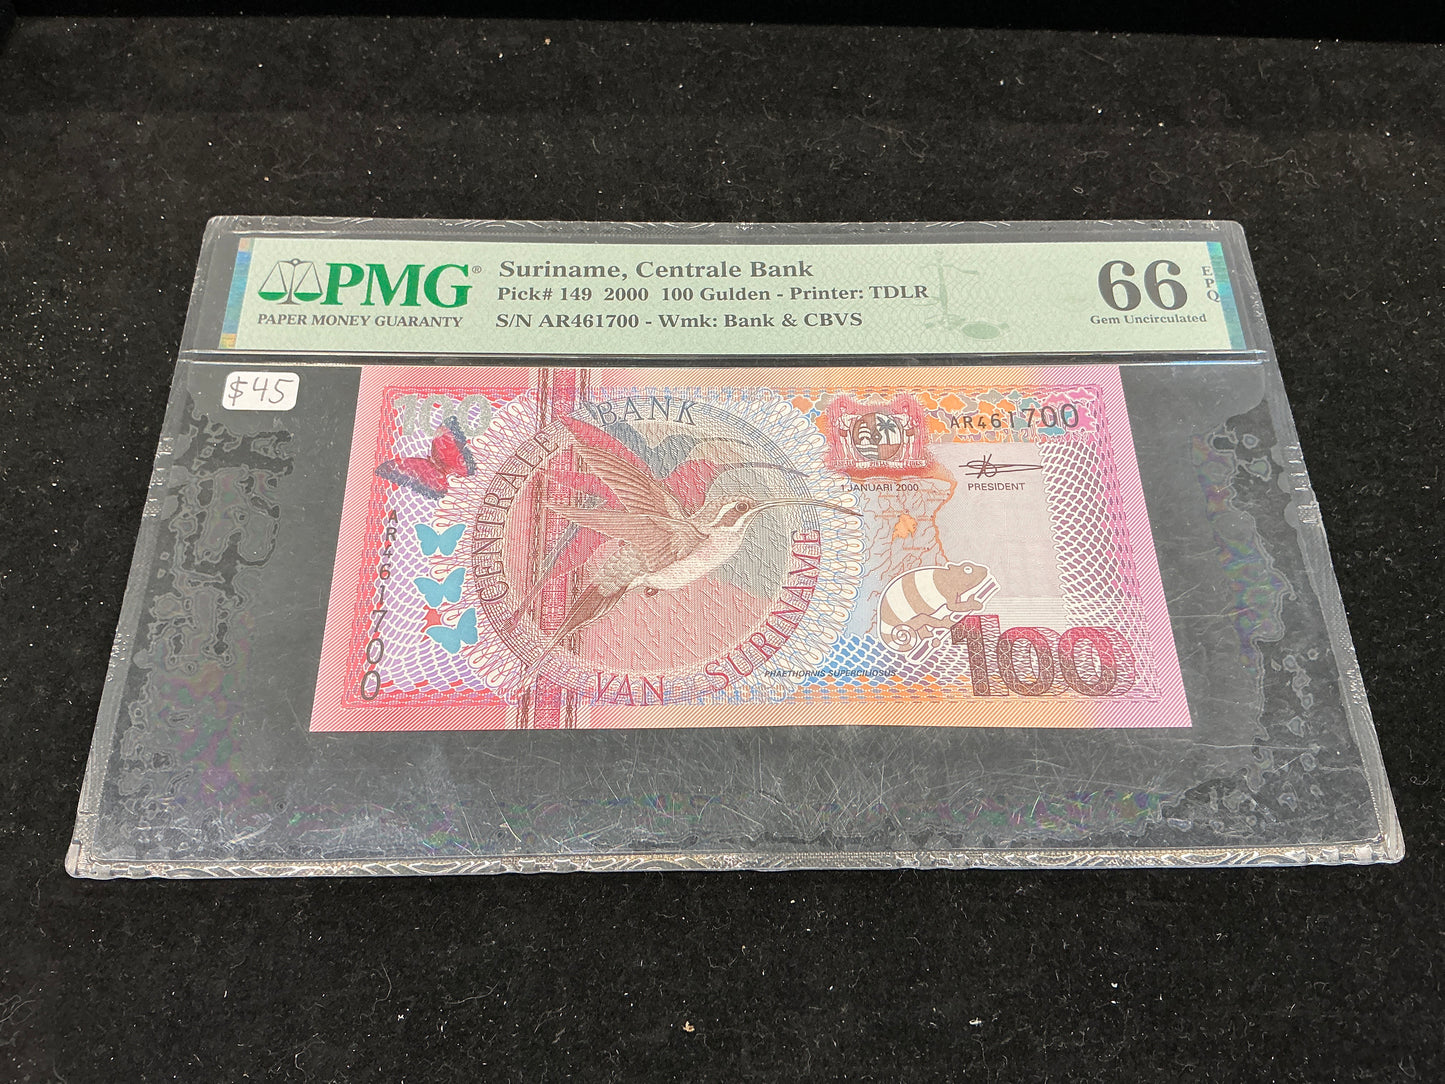 PMG®
PAPER MONEY GUARANTY
Suriname, Centrale Bank
Pick# 149 2000 100 Gulden - Printer: TDLR
S/N AR461700 - Wmk: Bank & CBVS
66 EPQ
Gem Uncirculated
$45
100
CENTRALE BANK
VAN SURINAME
AR461700
1 JANUARI 2000
PRESIDENT
AR461700
PHAETHORNIS SUPERCILIOSUS
100